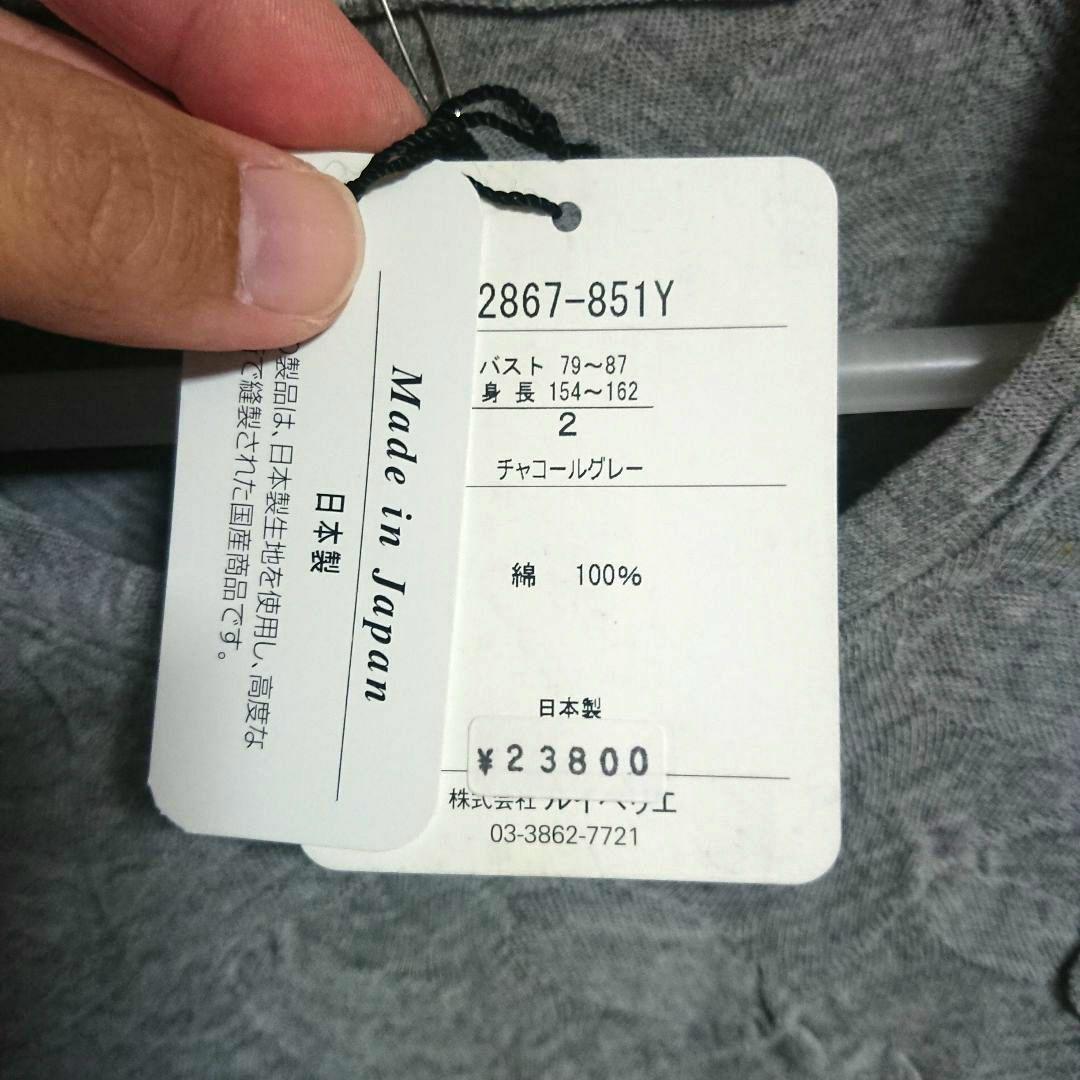 2867-851Y
バスト 79〜87
身長 154〜162
2
チャコールグレー
綿 100%
日本製
¥23800
株式会社
03-3862-7721
Made in Japan
日本製
製品は、日本製生地を使用し、高度な
で縫製された国産商品です。